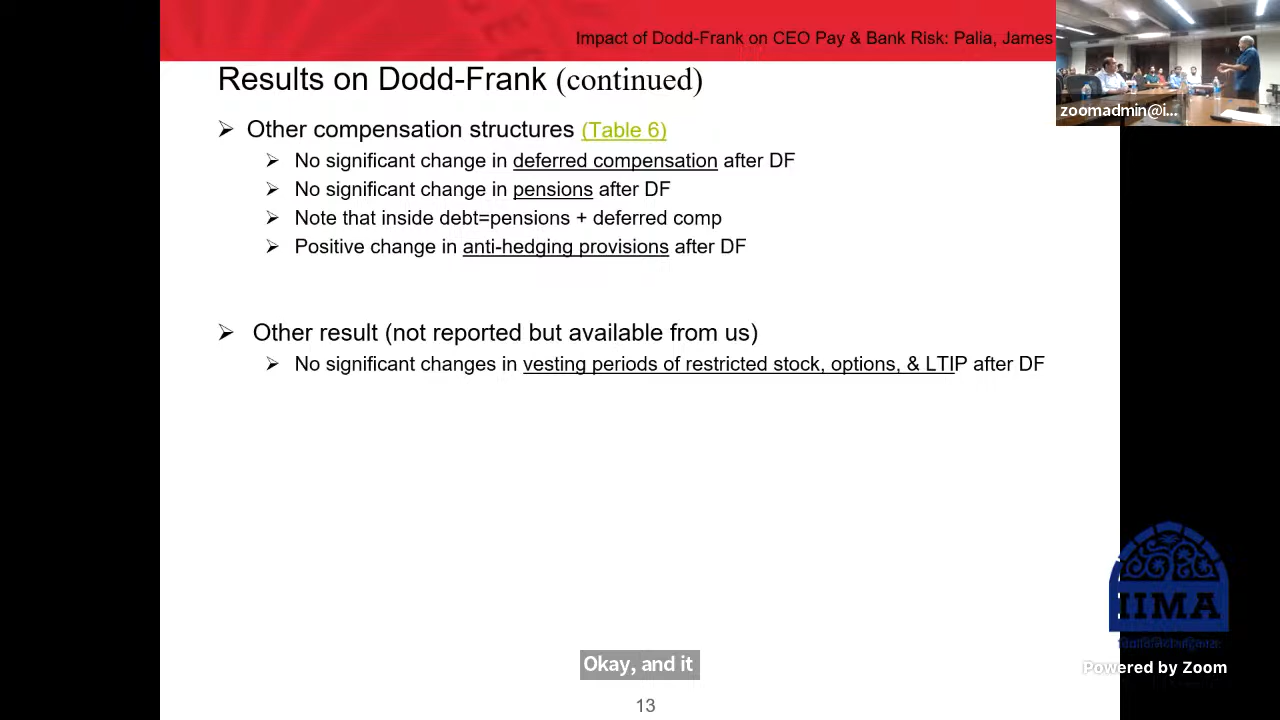 Impact of Dodd-Frank on CEO Pay & Bank Risk: Palia, James
zoomadmin@i...
Results on Dodd-Frank (continued)
Other compensation structures (Table 6)
No significant change in deferred compensation after DF
No significant change in pensions after DF
Note that inside debt=pensions + deferred comp
Positive change in anti-hedging provisions after DF
Other result (not reported but available from us)
No significant changes in vesting periods of restricted stock, options, & LTIP after DF
IIMA
Okay, and it
Powered by Zoom
13